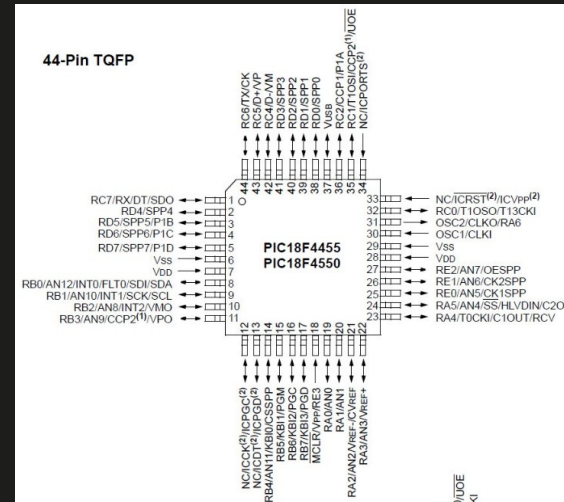 44-Pin TQFP
RC6/TX/CK
RC5/D+/VP
RC4/D-/VM
RD3/SPP3
RD2/SPP2
RD1/SPP1
RD0/SPP0
VUSB
RC2/CCP1/P1A
RC1/T1OSI/CCP2(1)/UOE
NC/ICPORTS(2)
44
43
42
41
40
39
38
37
36
35
34
RC7/RX/DT/SDO 1
RD4/SPP4 2
RD5/SPP5/P1B 3
RD6/SPP6/P1C 4
RD7/SPP7/P1D 5
VSS 6
VDD 7
RB0/AN12/INT0/FLT0/SDI/SDA 8
RB1/AN10/INT1/SCK/SCL 9
RB2/AN8/INT2/VMO 10
RB3/AN9/CCP2(1)/VPO 11
PIC18F4455
PIC18F4550
33 NC/ICRST(2)/ICVPP(2)
32 RC0/T1OSO/T13CKI
31 OSC2/CLKO/RA6
30 OSC1/CLKI
29 VSS
28 VDD
27 RE2/AN7/OESPP
26 RE1/AN6/CK2SPP
25 RE0/AN5/CK1SPP
24 RA5/AN4/SS/HLVDIN/C2O
23 RA4/T0CKI/C1OUT/RCV
12
13
14
15
16
17
18
19
20
21
22
NC/ICCK(2)/ICPGC(2)
NC/ICDT(2)/ICPGD(2)
RB4/AN11/KBI0/CSSPP
RB5/KBI1/PGM
RB6/KBI2/PGC
RB7/KBI3/PGD
MCLR/VPP/RE3
RA0/AN0
RA1/AN1
RA2/AN2/VREF-/CVREF
RA3/AN3/VREF+
/UOE
KI